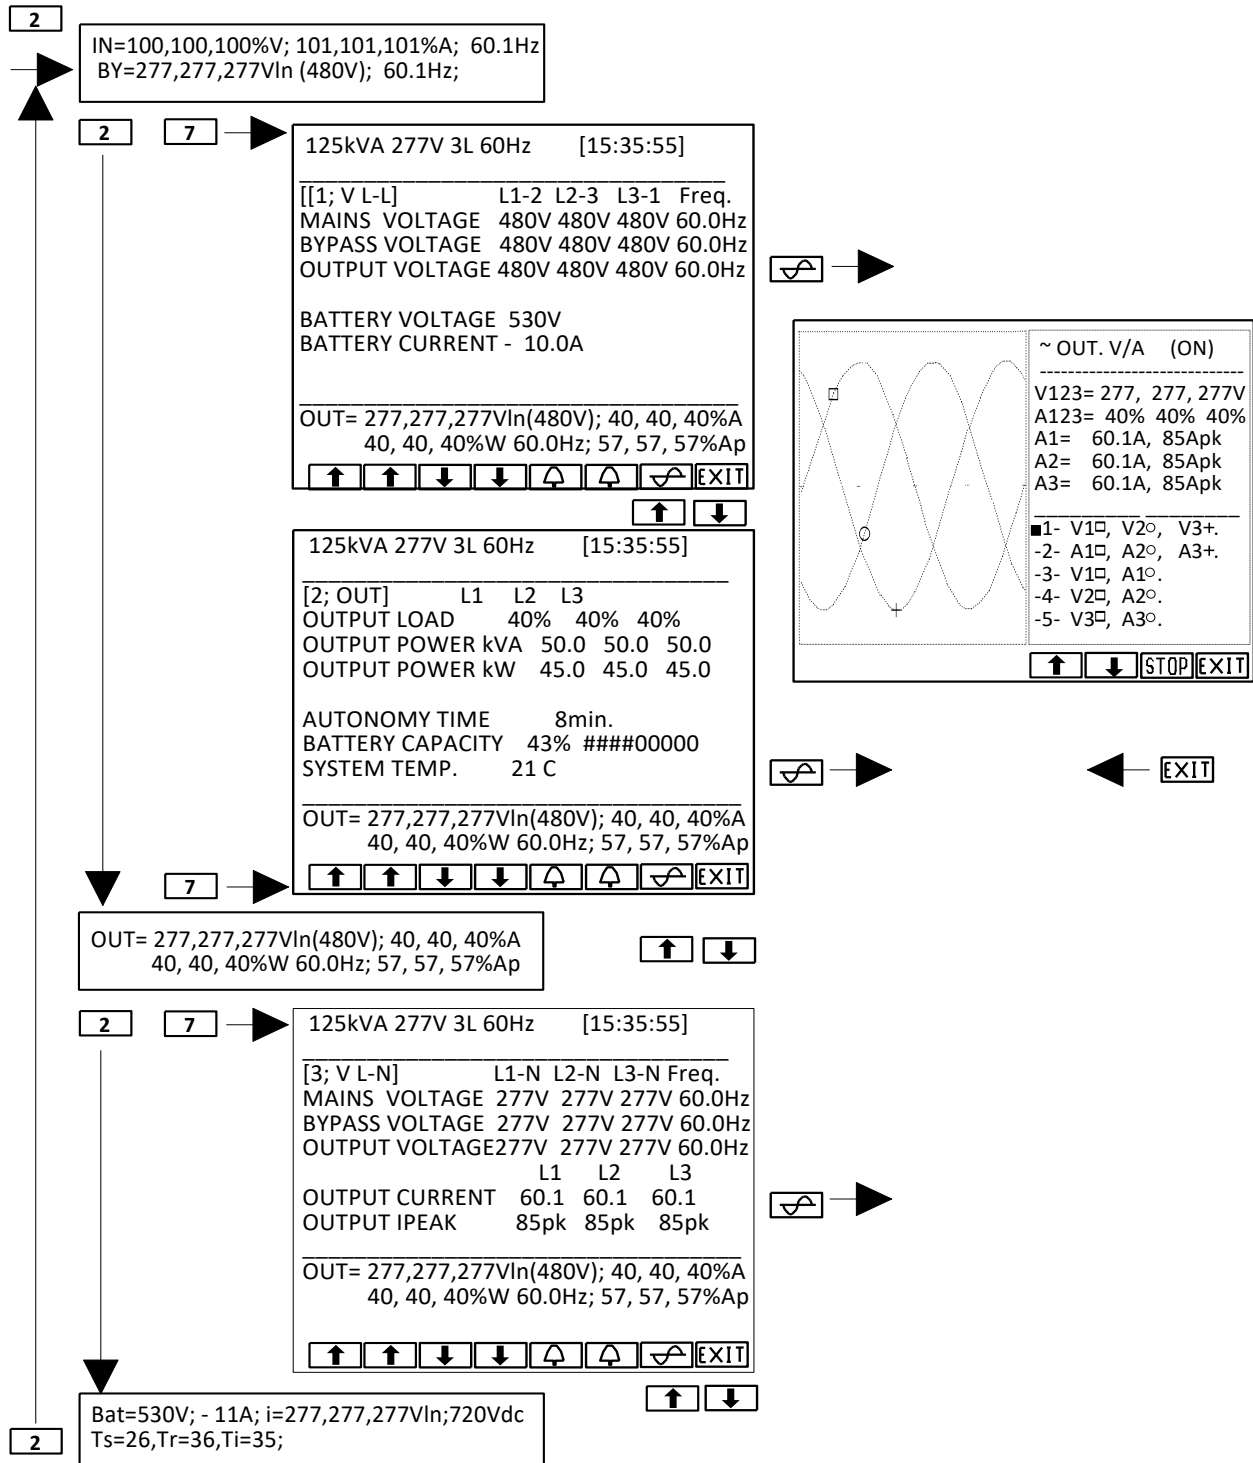 2
IN=100,100,100%V; 101,101,101%A; 60.1Hz
BY=277,277,277Vln (480V); 60.1Hz;
2 7
125kVA 277V 3L 60Hz [15:35:55]
[[1; V L-L] L1-2 L2-3 L3-1 Freq.
MAINS VOLTAGE 480V 480V 480V 60.0Hz
BYPASS VOLTAGE 480V 480V 480V 60.0Hz
OUTPUT VOLTAGE 480V 480V 480V 60.0Hz
BATTERY VOLTAGE 530V
BATTERY CURRENT - 10.0A
OUT= 277,277,277Vln(480V); 40, 40, 40%A
40, 40, 40%W 60.0Hz; 57, 57, 57%Ap
EXIT
~ OUT. V/A (ON)
----------------------------
V123= 277, 277, 277V
A123= 40% 40% 40%
A1= 60.1A, 85Apk
A2= 60.1A, 85Apk
A3= 60.1A, 85Apk
■1- V1□, V2○, V3+.
-2- A1□, A2○, A3+.
-3- V1□, A1○.
-4- V2□, A2○.
-5- V3□, A3○.
STOP EXIT
125kVA 277V 3L 60Hz [15:35:55]
[2; OUT] L1 L2 L3
OUTPUT LOAD 40% 40% 40%
OUTPUT POWER kVA 50.0 50.0 50.0
OUTPUT POWER kW 45.0 45.0 45.0
AUTONOMY TIME 8min.
BATTERY CAPACITY 43% ####00000
SYSTEM TEMP. 21 C
OUT= 277,277,277Vln(480V); 40, 40, 40%A
40, 40, 40%W 60.0Hz; 57, 57, 57%Ap
EXIT
EXIT
7
OUT= 277,277,277Vln(480V); 40, 40, 40%A
40, 40, 40%W 60.0Hz; 57, 57, 57%Ap
2 7
125kVA 277V 3L 60Hz [15:35:55]
[3; V L-N] L1-N L2-N L3-N Freq.
MAINS VOLTAGE 277V 277V 277V 60.0Hz
BYPASS VOLTAGE 277V 277V 277V 60.0Hz
OUTPUT VOLTAGE277V 277V 277V 60.0Hz
L1 L2 L3
OUTPUT CURRENT 60.1 60.1 60.1
OUTPUT IPEAK 85pk 85pk 85pk
OUT= 277,277,277Vln(480V); 40, 40, 40%A
40, 40, 40%W 60.0Hz; 57, 57, 57%Ap
EXIT
Bat=530V; - 11A; i=277,277,277Vln;720Vdc
Ts=26,Tr=36,Ti=35;
2